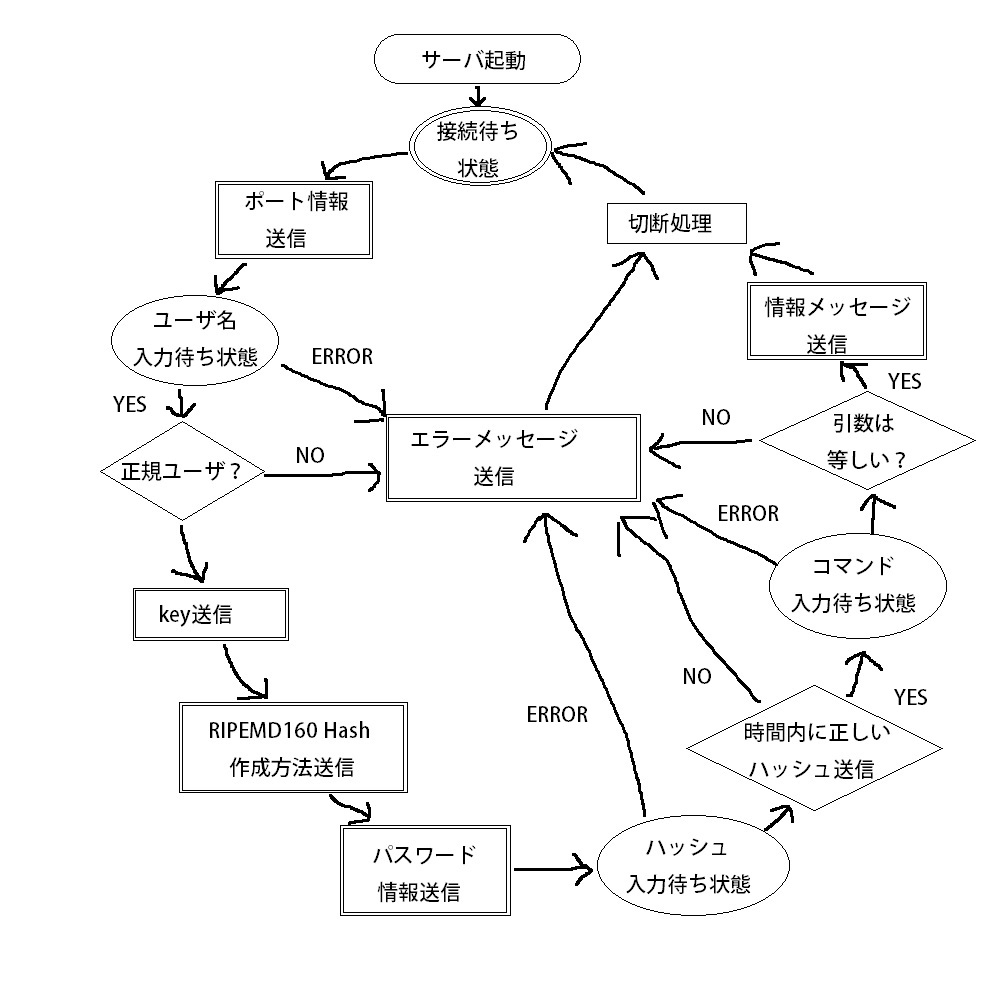 サーバ起動
接続待ち
状態
ポート情報
送信
切断処理
ユーザ名
入力待ち状態
情報メッセージ
送信
ERROR
YES
YES
エラーメッセージ
送信
NO
引数は
等しい？
正規ユーザ？
NO
ERROR
コマンド
入力待ち状態
key送信
NO
YES
ERROR
RIPEMD160 Hash
作成方法送信
時間内に正しい
ハッシュ送信
パスワード
情報送信
ハッシュ
入力待ち状態